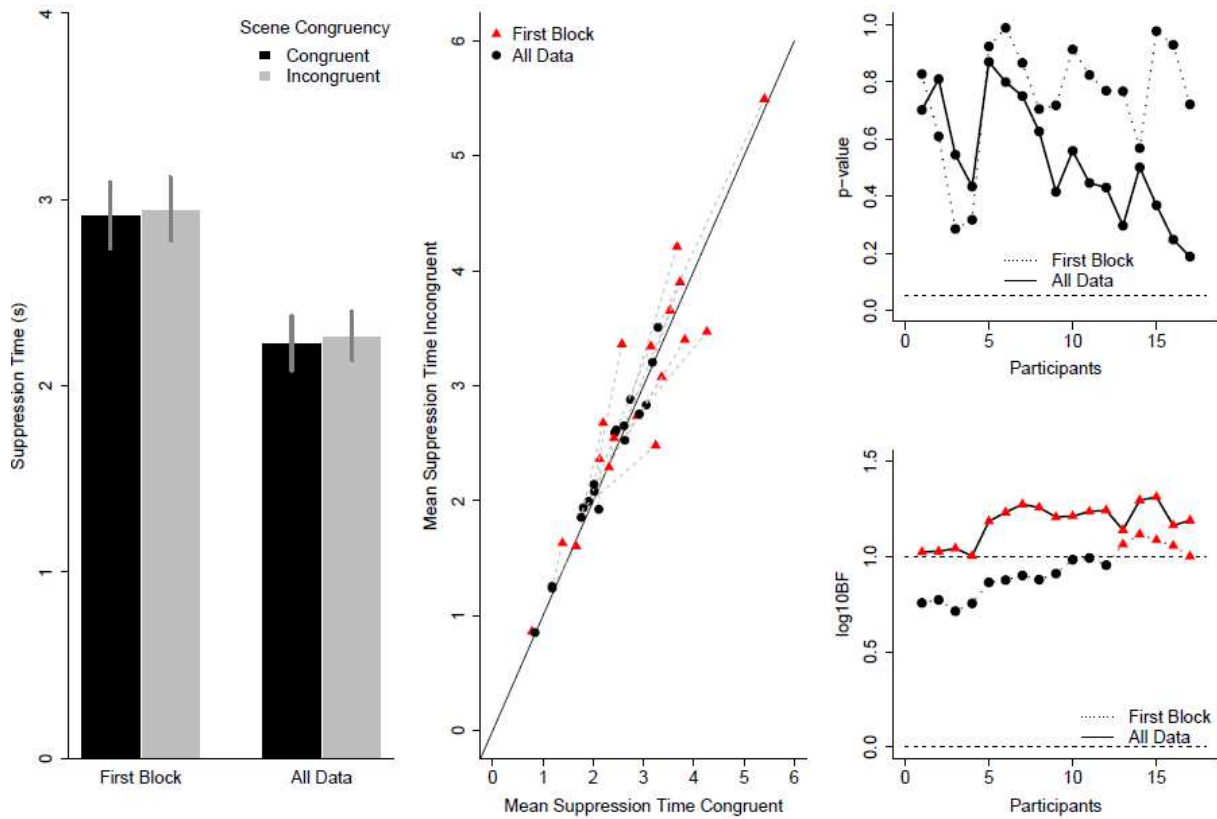 Scene Congruency
Congruent
Incongruent
Suppression Time (s)
0
1
2
3
4
First Block
All Data
First Block
All Data
Mean Suppression Time Incongruent
0
1
2
3
4
5
6
0 1 2 3 4 5 6
Mean Suppression Time Congruent
p-value
0.0
0.2
0.4
0.6
0.8
1.0
First Block
All Data
0 5 10 15
Participants
log10BF
0.0
0.5
1.0
1.5
First Block
All Data
0 5 10 15
Participants